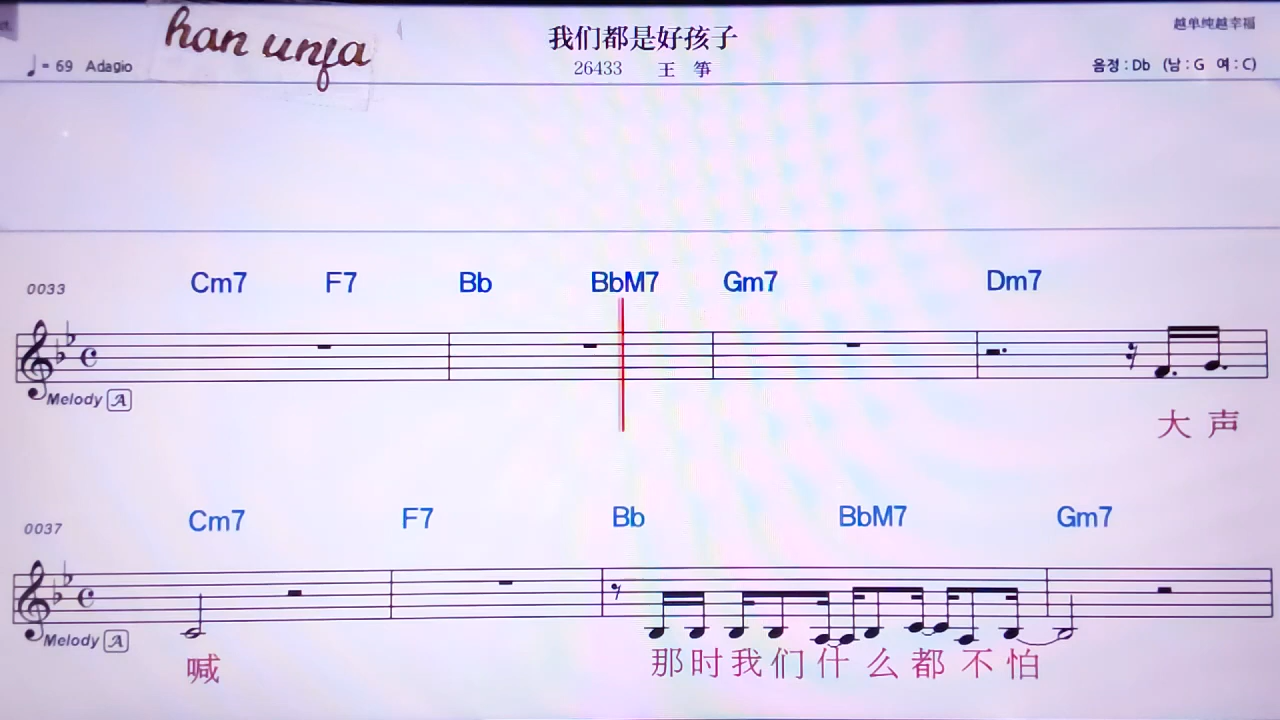 han unfa
我们都是好孩子
越单纯越幸福
♩= 69 Adagio
26433 王 筝
음정 : Db (남 : G 여 : C)
0033 Cm7 F7 Bb BbM7 Gm7 Dm7
Melody A
大 声
0037 Cm7 F7 Bb BbM7 Gm7
Melody A
喊 那 时 我 们 什 么 都 不 怕